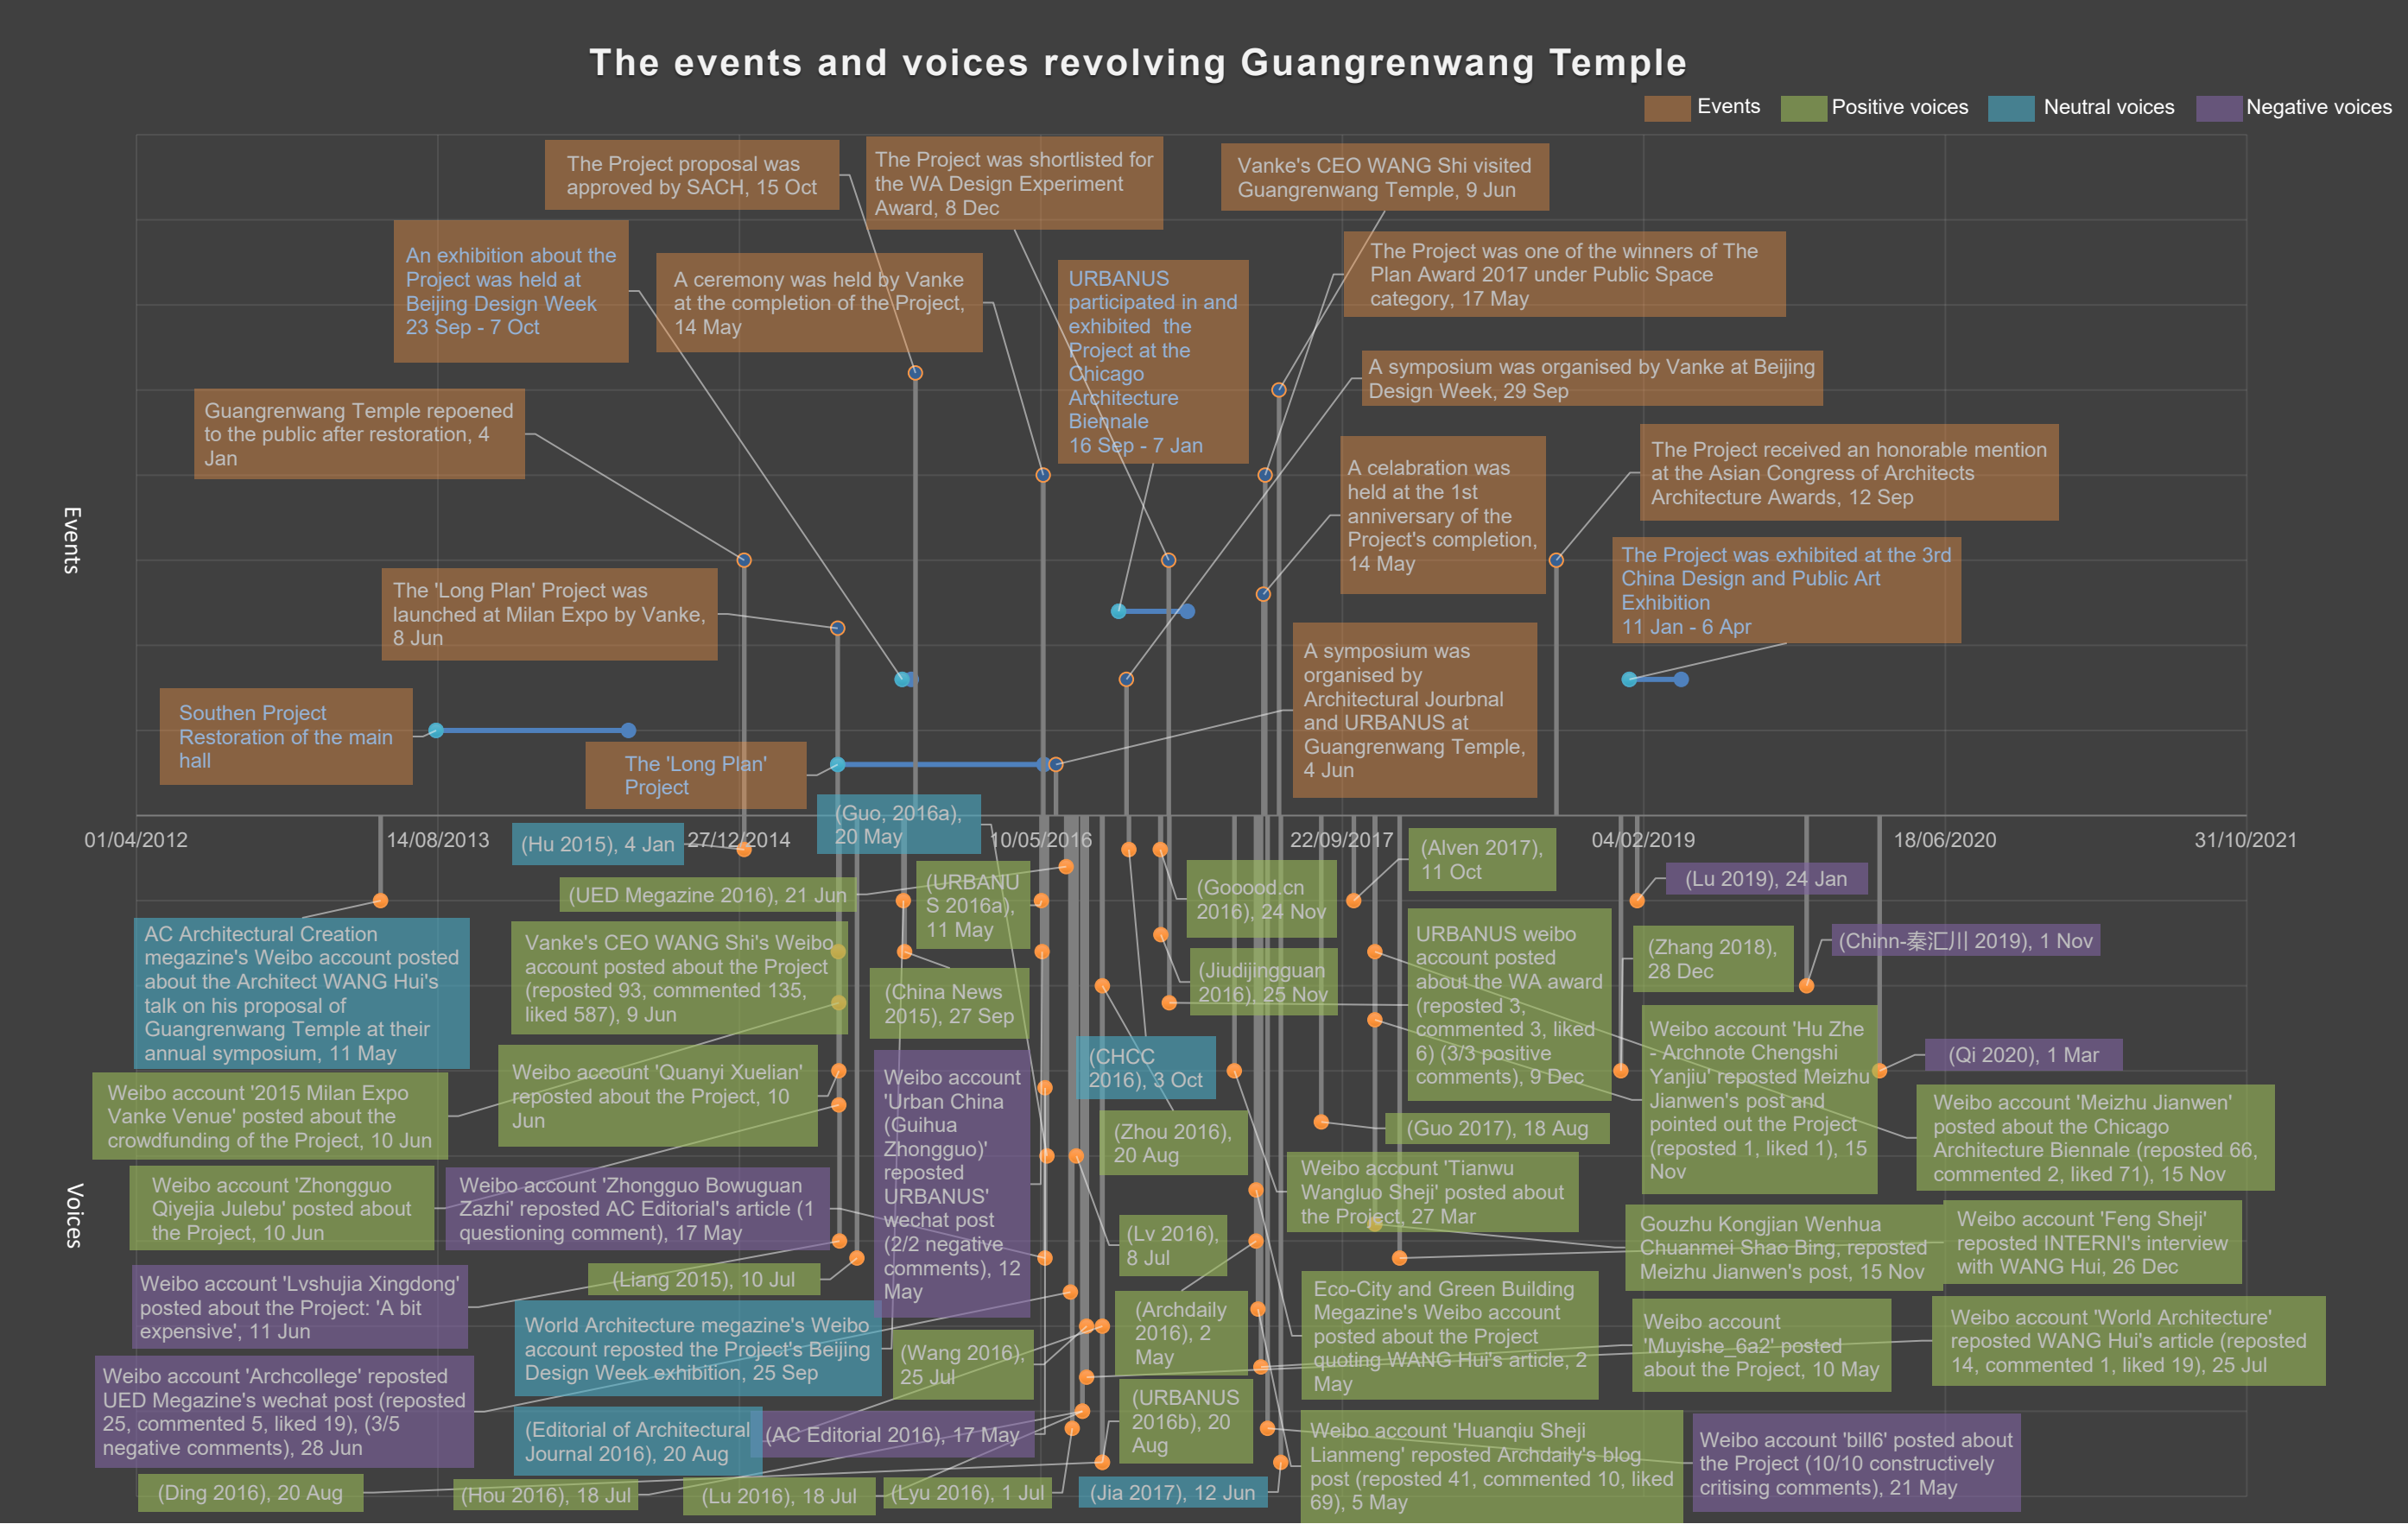 The events and voices revolving Guangrenwang Temple
Events
Positive voices
Neutral voices
Negative voices
The Project proposal was
approved by SACH, 15 Oct
The Project was shortlisted for
the WA Design Experiment
Award, 8 Dec
Vanke's CEO WANG Shi visited
Guangrenwang Temple, 9 Jun
An exhibition about the
Project was held at
Beijing Design Week
23 Sep - 7 Oct
A ceremony was held by Vanke
at the completion of the Project,
14 May
URBANUS
participated in and
exhibited  the
Project at the
Chicago
Architecture
Biennale
16 Sep - 7 Jan
The Project was one of the winners of The
Plan Award 2017 under Public Space
category, 17 May
A symposium was organised by Vanke at Beijing
Design Week, 29 Sep
Guangrenwang Temple repoened
to the public after restoration, 4
Jan
A celabration was
held at the 1st
anniversary of the
Project's completion,
14 May
The Project received an honorable mention
at the Asian Congress of Architects
Architecture Awards, 12 Sep
Events
The 'Long Plan' Project was
launched at Milan Expo by Vanke,
8 Jun
The Project was exhibited at the 3rd
China Design and Public Art
Exhibition
11 Jan - 6 Apr
A symposium was
organised by
Architectural Jourbnal
and URBANUS at
Guangrenwang Temple,
4 Jun
Southen Project
Restoration of the main
hall
The 'Long Plan'
Project
01/04/2012
14/08/2013
27/12/2014
10/05/2016
22/09/2017
04/02/2019
18/06/2020
31/10/2021
(Hu 2015), 4 Jan
(Guo, 2016a),
20 May
(UED Megazine 2016), 21 Jun
(URBANU
S 2016a),
11 May
(Gooood.cn
2016), 24 Nov
(Alven 2017),
11 Oct
(Lu 2019), 24 Jan
AC Architectural Creation
megazine's Weibo account posted
about the Architect WANG Hui's
talk on his proposal of
Guangrenwang Temple at their
annual symposium, 11 May
Vanke's CEO WANG Shi's Weibo
account posted about the Project
(reposted 93, commented 135,
liked 587), 9 Jun
(China News
2015), 27 Sep
(Jiudijingguan
2016), 25 Nov
URBANUS weibo
account posted
about the WA award
(reposted 3,
commented 3, liked
6) (3/3 positive
comments), 9 Dec
(Zhang 2018),
28 Dec
(Chinn-秦汇川 2019), 1 Nov
Weibo account '2015 Milan Expo
Vanke Venue' posted about the
crowdfunding of the Project, 10 Jun
Weibo account 'Quanyi Xuelian'
reposted about the Project, 10
Jun
Weibo account
'Urban China
(Guihua
Zhongguo)'
reposted
URBANUS'
wechat post
(2/2 negative
comments), 12
May
(CHCC
2016), 3 Oct
Weibo account 'Hu Zhe
- Archnote Chengshi
Yanjiu' reposted Meizhu
Jianwen's post and
pointed out the Project
(reposted 1, liked 1), 15
Nov
(Qi 2020), 1 Mar
(Zhou 2016),
20 Aug
(Guo 2017), 18 Aug
Weibo account 'Meizhu Jianwen'
posted about the Chicago
Architecture Biennale (reposted 66,
commented 2, liked 71), 15 Nov
Voices
Weibo account 'Zhongguo
Qiyejia Julebu' posted about
the Project, 10 Jun
Weibo account 'Zhongguo Bowuguan
Zazhi' reposted AC Editorial's article (1
questioning comment), 17 May
Weibo account 'Tianwu
Wangluo Sheji' posted about
the Project, 27 Mar
(Lv 2016),
8 Jul
Gouzhu Kongjian Wenhua
Chuanmei Shao Bing, reposted
Meizhu Jianwen's post, 15 Nov
Weibo account 'Feng Sheji'
reposted INTERNI's interview
with WANG Hui, 26 Dec
Weibo account 'Lvshujia Xingdong'
posted about the Project: 'A bit
expensive', 11 Jun
(Liang 2015), 10 Jul
World Architecture megazine's Weibo
account reposted the Project's Beijing
Design Week exhibition, 25 Sep
(Wang 2016),
25 Jul
(Archdaily
2016), 2
May
Eco-City and Green Building
Megazine's Weibo account
posted about the Project
quoting WANG Hui's article, 2
May
Weibo account
'Muyishe_6a2' posted
about the Project, 10 May
Weibo account 'World Architecture'
reposted WANG Hui's article (reposted
14, commented 1, liked 19), 25 Jul
Weibo account 'Archcollege' reposted
UED Megazine's wechat post (reposted
25, commented 5, liked 19), (3/5
negative comments), 28 Jun
(Editorial of Architectural
Journal 2016), 20 Aug
(AC Editorial 2016), 17 May
(URBANUS
2016b), 20
Aug
Weibo account 'Huanqiu Sheji
Lianmeng' reposted Archdaily's blog
post (reposted 41, commented 10, liked
69), 5 May
Weibo account 'bill6' posted about
the Project (10/10 constructively
critising comments), 21 May
(Ding 2016), 20 Aug
(Hou 2016), 18 Jul
(Lu 2016), 18 Jul
(Lyu 2016), 1 Jul
(Jia 2017), 12 Jun